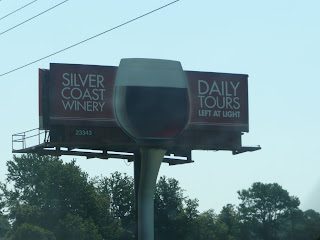 SILVER
COAST
WINERY
DAILY
TOURS
LEFT AT LIGHT